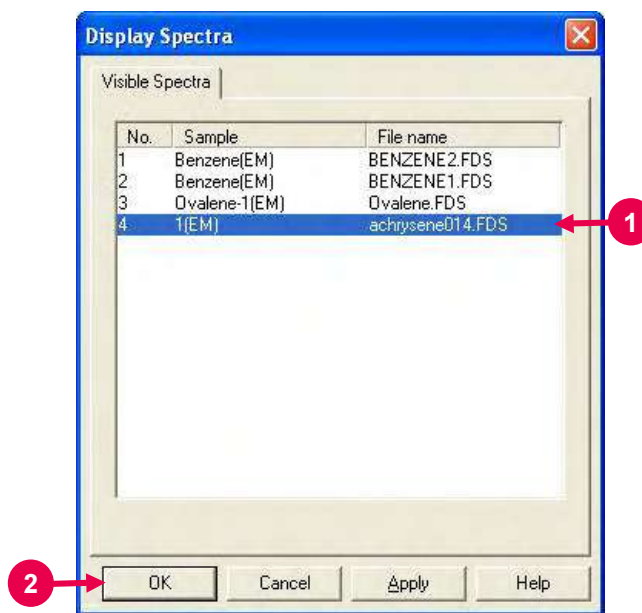 Display Spectra
Visible Spectra
No. Sample File name
1 Benzene(EM) BENZENE2.FDS
2 Benzene(EM) BENZENE1.FDS
3 Ovalene-1(EM) Ovalene.FDS
4 1(EM) achrysene014.FDS
1
2
OK Cancel Apply Help